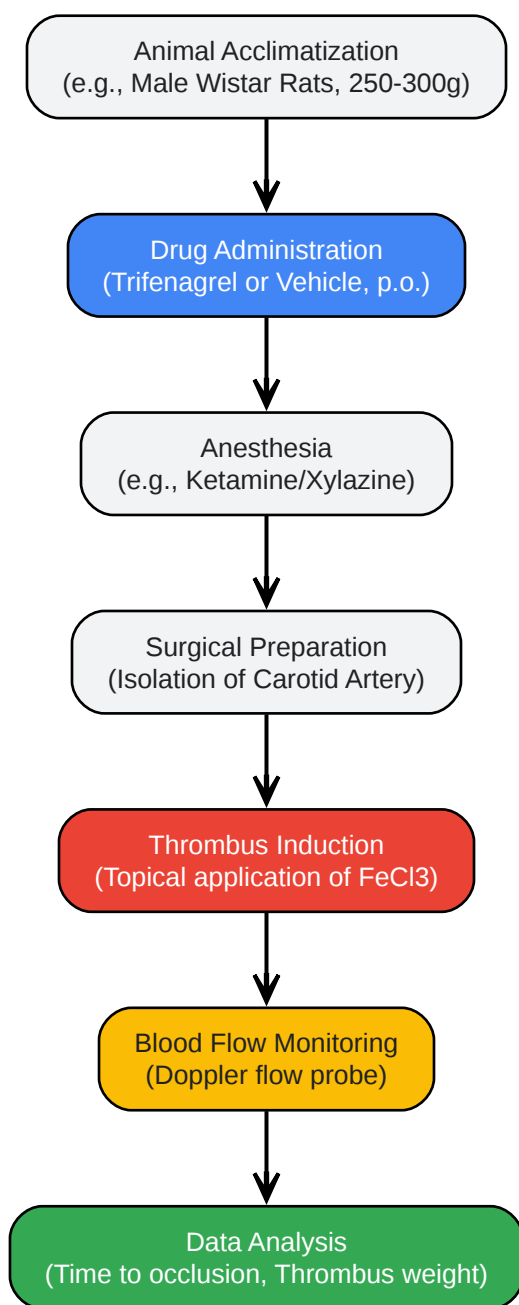 Animal Acclimatization
(e.g., Male Wistar Rats, 250-300g)
Drug Administration
(Trifenagrel or Vehicle, p.o.)
Anesthesia
(e.g., Ketamine/Xylazine)
Surgical Preparation
(Isolation of Carotid Artery)
Thrombus Induction
(Topical application of FeCl3)
Blood Flow Monitoring
(Doppler flow probe)
Data Analysis
(Time to occlusion, Thrombus weight)